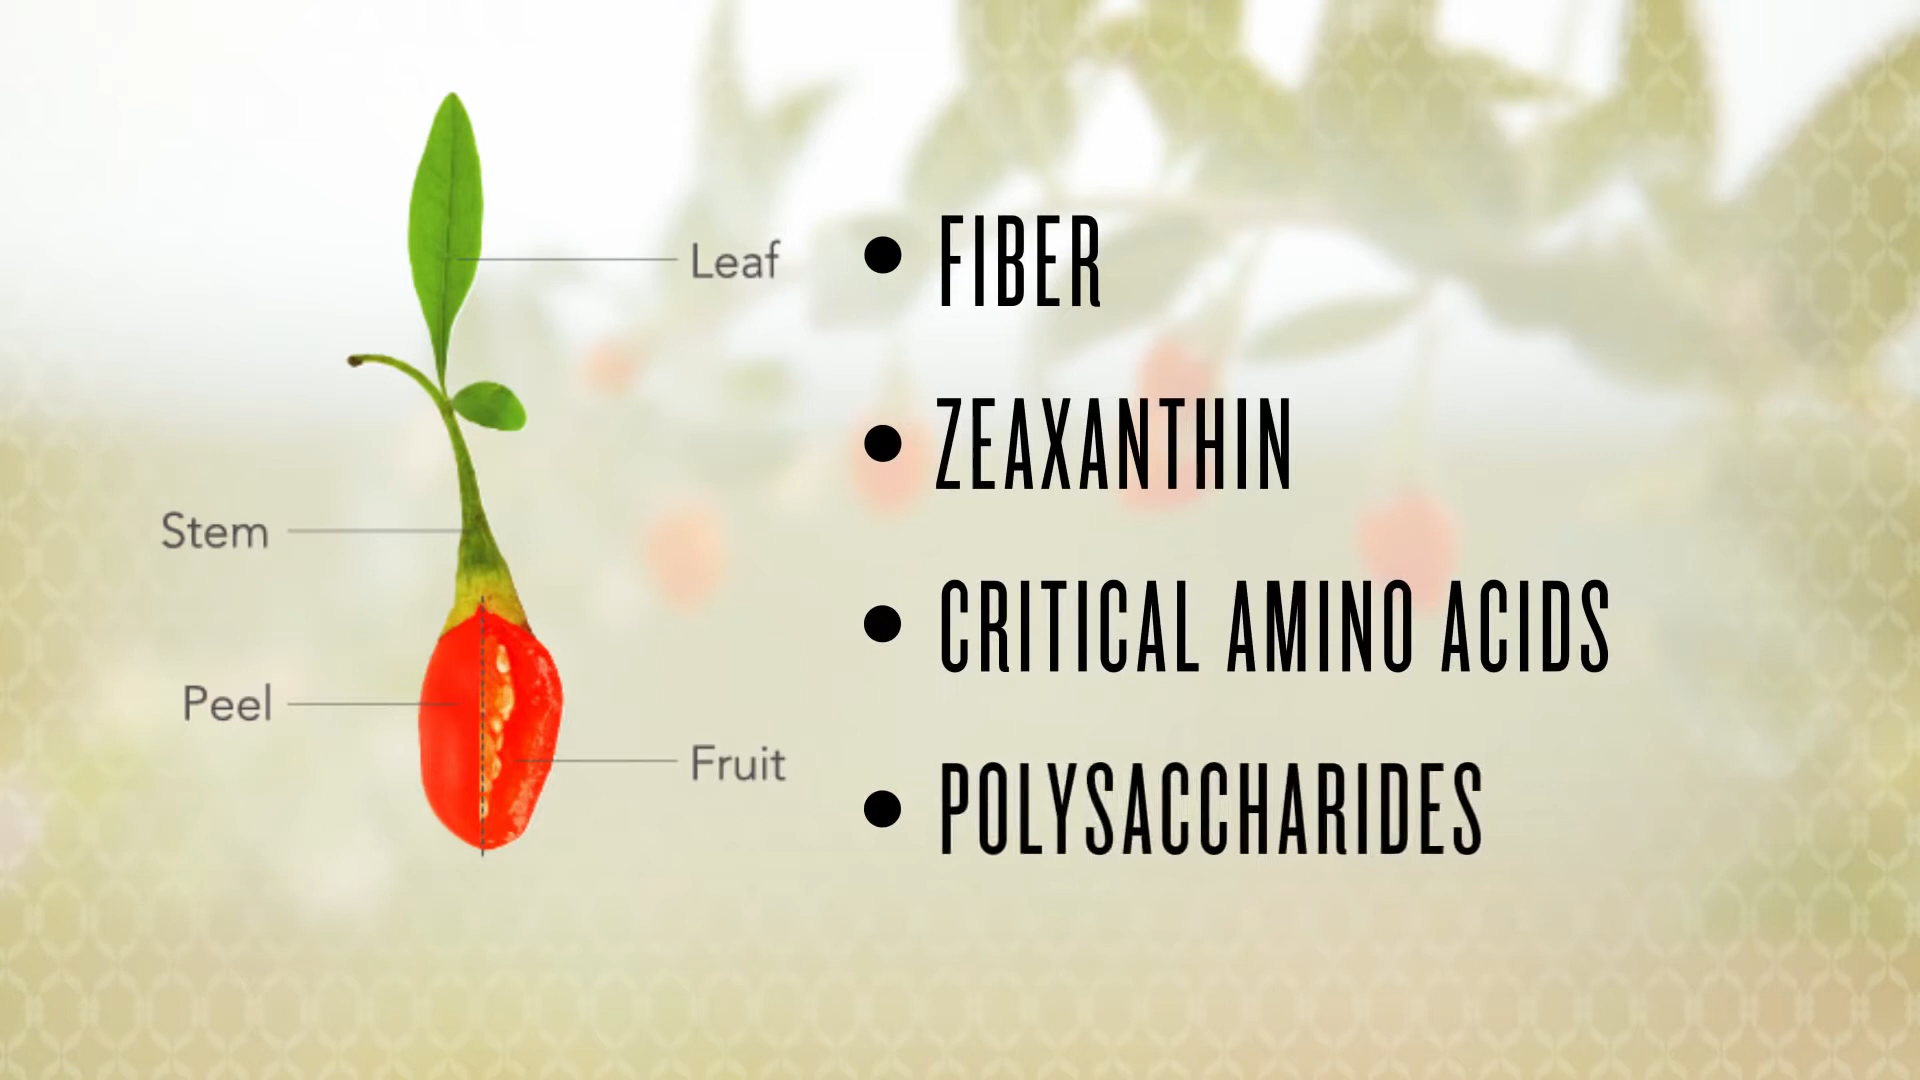 Leaf
Stem
Peel
Fruit
• FIBER
• ZEAXANTHIN
• CRITICAL AMINO ACIDS
• POLYSACCHARIDES